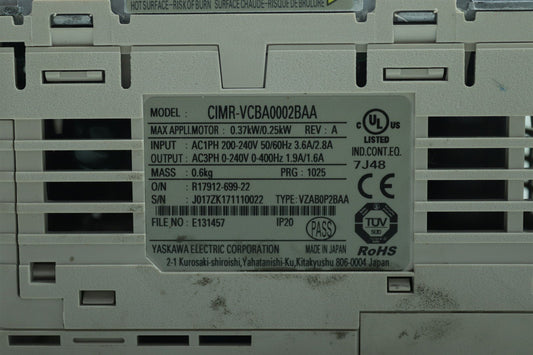 HOT SURFACE - RISK OF BURN SURFACE CHAUDE - RISQUE DE BRÛLURE
MODEL : CIMR-VCBA0002BAA
MAX APPLI.MOTOR : 0.37kW/0.25kW REV : A
INPUT : AC1PH 200-240V 50/60Hz 3.6A/2.8A
OUTPUT : AC3PH 0-240V 0-400Hz 1.9A/1.6A
MASS : 0.6kg PRG : 1025
O/N : R17912-699-22
S/N : J017ZK171110022 TYPE: VZAB0P2BAA
FILE NO : E131457 IP20 PASS
YASKAWA ELECTRIC CORPORATION MADE IN JAPAN
2-1 Kurosaki-shiroishi,Yahatanishi-Ku,Kitakyushu 806-0004 Japan
C UL US
LISTED
IND.CONT.EQ.
7J48
CE
TÜV
RoHS